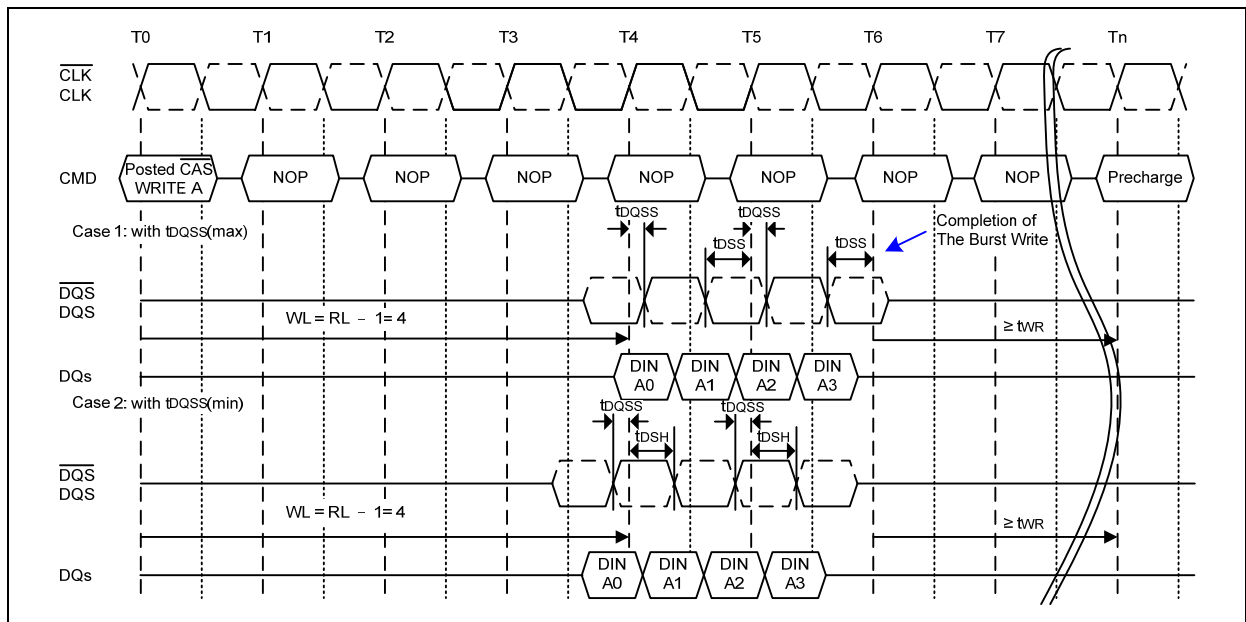 T0 T1 T2 T3 T4 T5 T6 T7 Tn
CLK
CLK
CMD Posted CAS WRITE A NOP NOP NOP NOP NOP NOP NOP Precharge
Case 1: with tDQSS(max)
tDQSS tDQSS
tDSS tDSS
Completion of
The Burst Write
DQS
DQS
WL = RL - 1= 4
≥ tWR
DQs DIN A0 DIN A1 DIN A2 DIN A3
Case 2: with tDQSS(min)
tDQSS tDQSS
tDSH tDSH
DQS
DQS
WL = RL - 1= 4
≥ tWR
DQs DIN A0 DIN A1 DIN A2 DIN A3